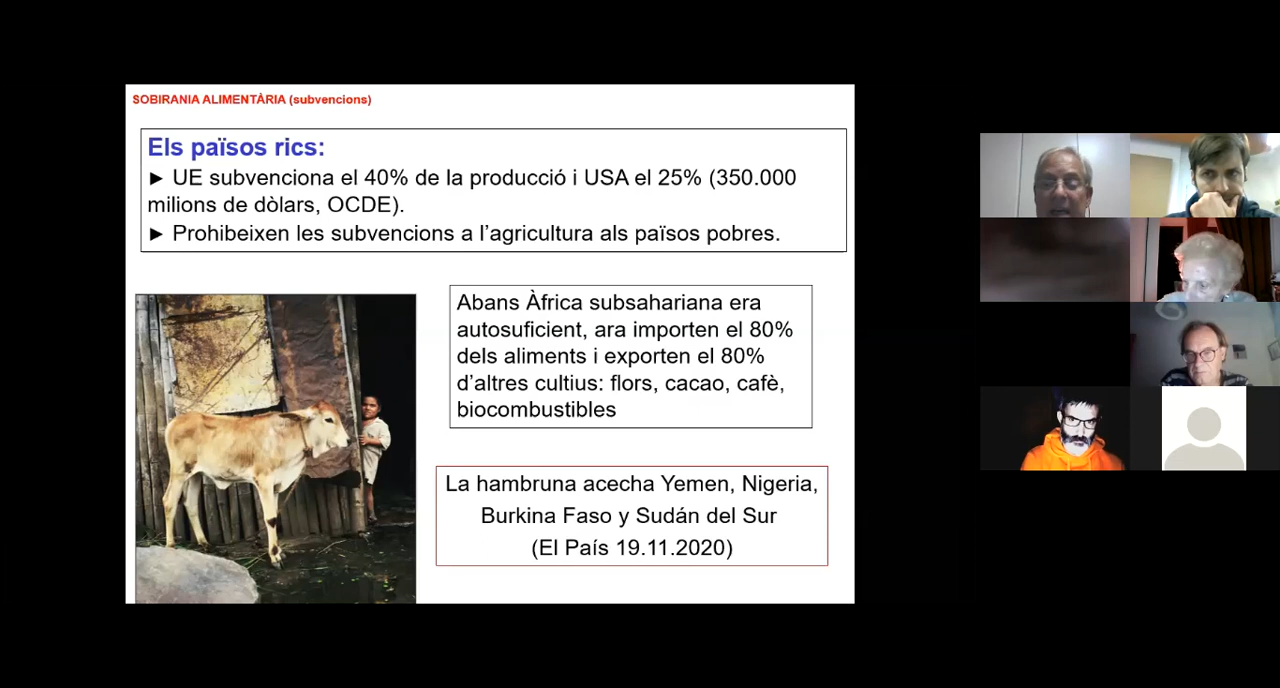 SOBIRANIA ALIMENTÀRIA (subvencions)
Els països rics:
► UE subvenciona el 40% de la producció i USA el 25% (350.000
milions de dòlars, OCDE).
► Prohibeixen les subvencions a l’agricultura als països pobres.
Abans Àfrica subsahariana era
autosuficient, ara importen el 80%
dels aliments i exporten el 80%
d’altres cultius: flors, cacao, cafè,
biocombustibles
La hambruna acecha Yemen, Nigeria,
Burkina Faso y Sudán del Sur
(El País 19.11.2020)